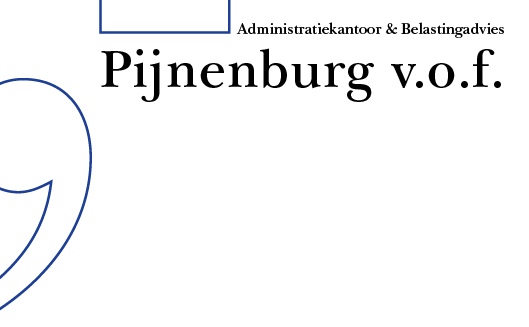 Administratiekantoor & Belastingadvies
Pijnenburg v.o.f.